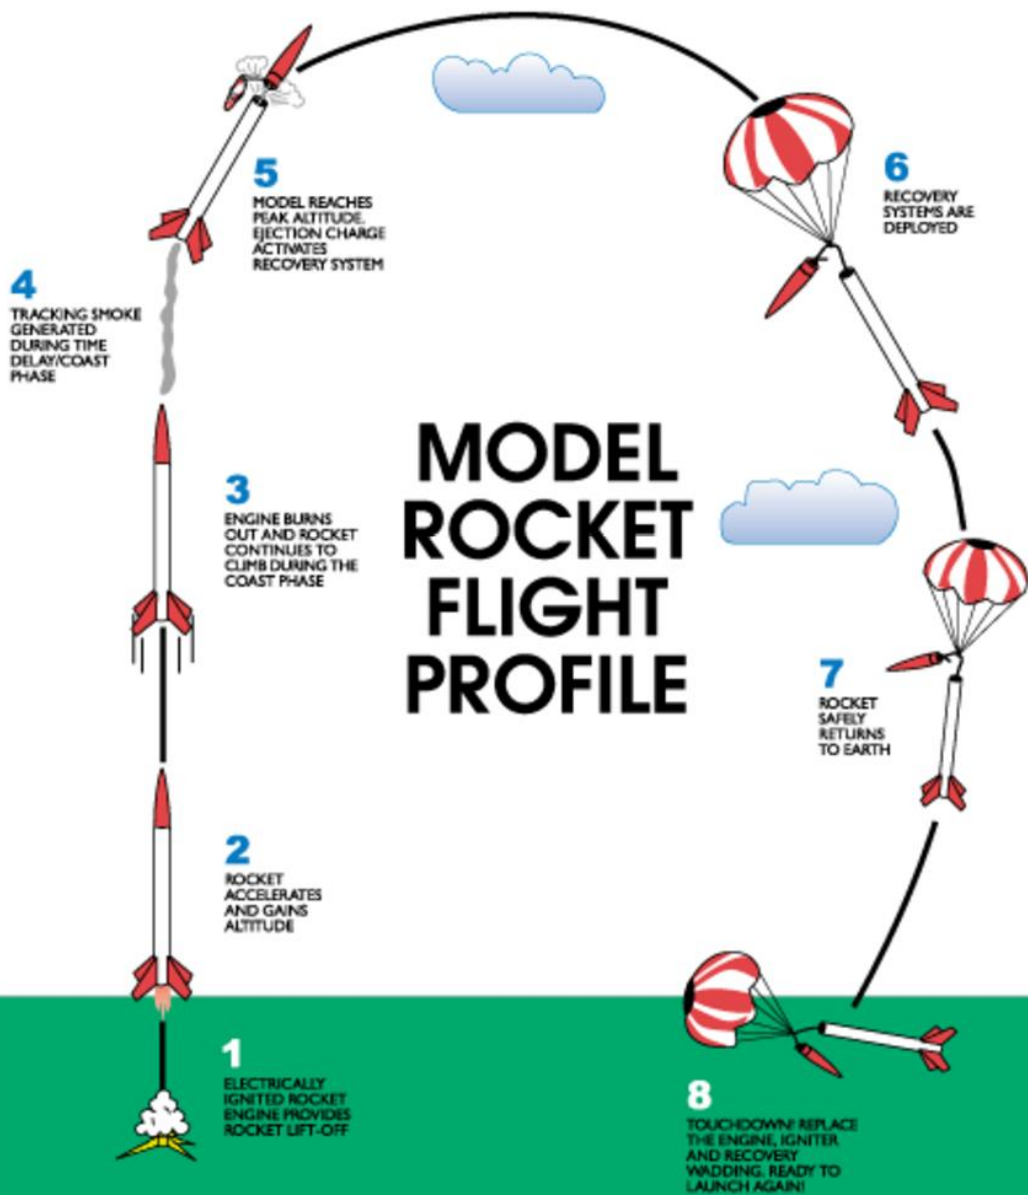 MODEL
ROCKET
FLIGHT
PROFILE
1
ELECTRICALLY
IGNITED ROCKET
ENGINE PROVIDES
ROCKET LIFT-OFF
2
ROCKET
ACCELERATES
AND GAINS
ALTITUDE
3
ENGINE BURNS
OUT AND ROCKET
CONTINUES TO
CLIMB DURING THE
COAST PHASE
4
TRACKING SMOKE
GENERATED
DURING TIME
DELAY/COAST
PHASE
5
MODEL REACHES
PEAK ALTITUDE.
EJECTION CHARGE
ACTIVATES
RECOVERY SYSTEM
6
RECOVERY
SYSTEMS ARE
DEPLOYED
7
ROCKET
SAFELY
RETURNS
TO EARTH
8
TOUCHDOWN! REPLACE
THE ENGINE, IGNITER
AND RECOVERY
WADDING. READY TO
LAUNCH AGAIN!